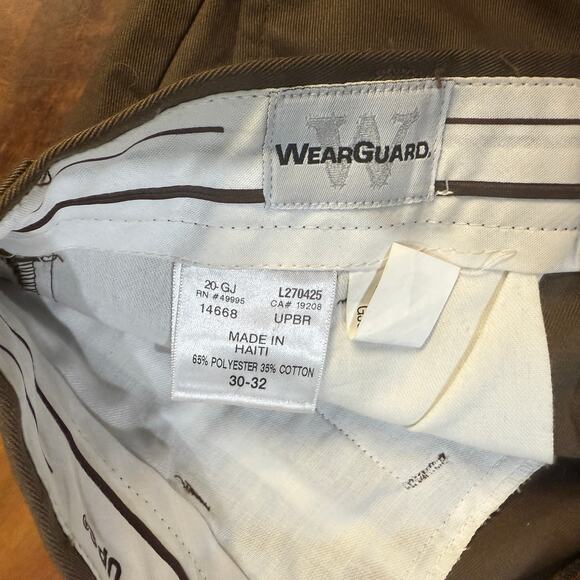 WEARGUARD
20-GJ L270425
RN #49995 CA# 19208
14668 UPBR
MADE IN
HAITI
65% POLYESTER 35% COTTON
30-32